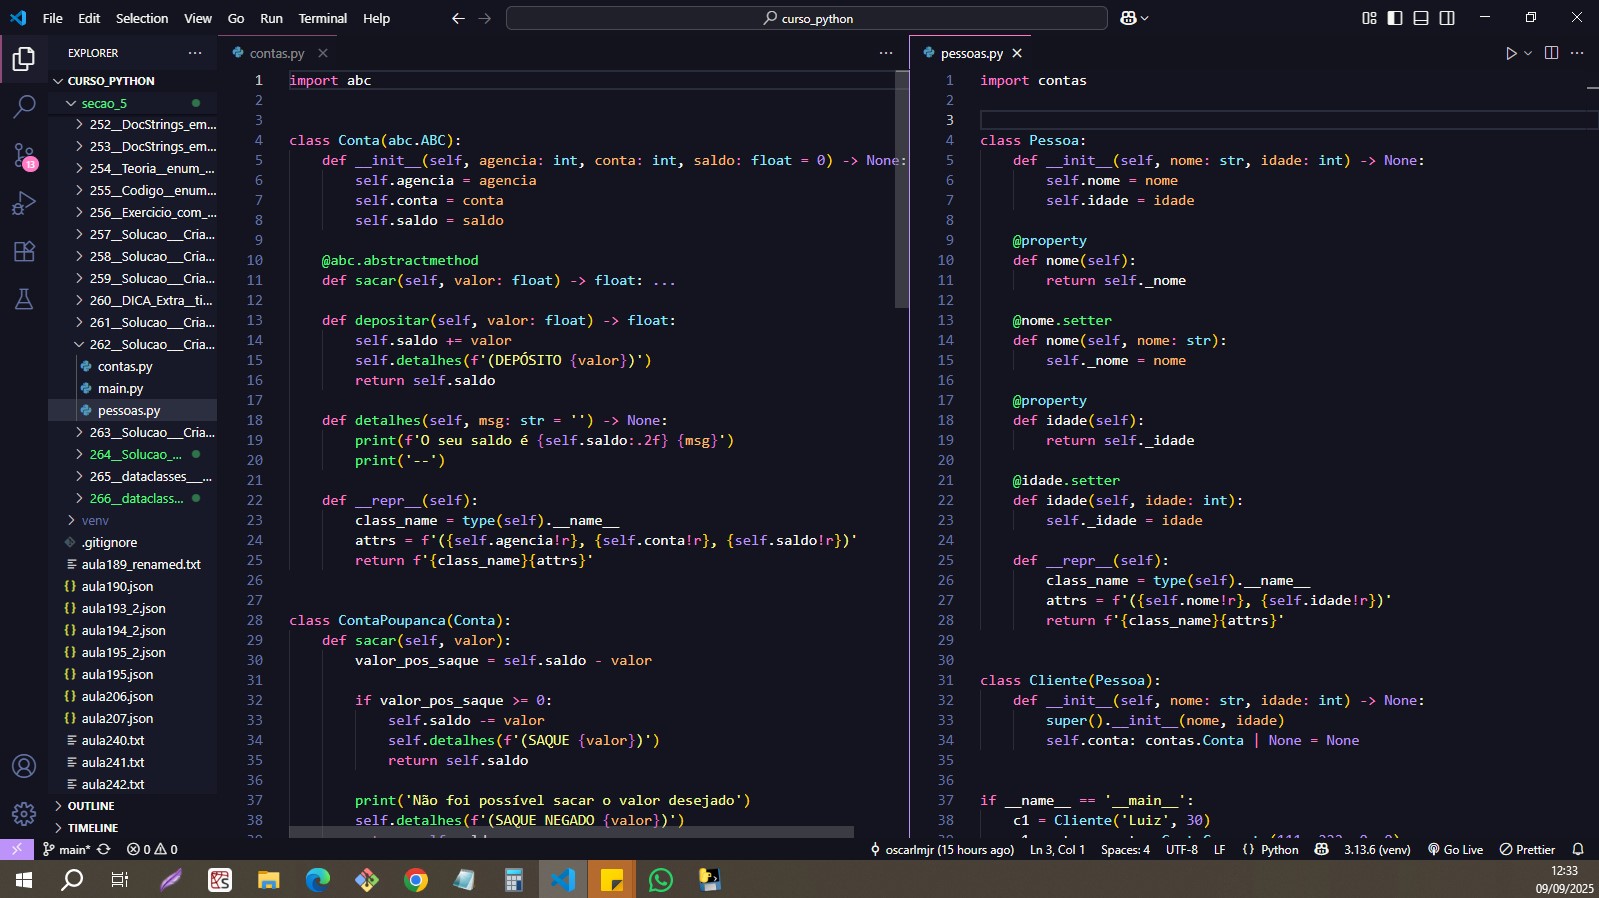 File Edit Selection View Go Run Terminal Help
curso_python
EXPLORER
CURSO_PYTHON
secao_5
252__DocStrings_em...
253__DocStrings_em...
254__Teoria__enum_...
255__Codigo__enum...
256__Exercicio_com_...
257__Solucao___Cria...
258__Solucao___Cria...
259__Solucao___Cria...
260__DICA_Extra__ti...
261__Solucao___Cria...
262__Solucao___Cria...
contas.py
main.py
pessoas.py
263__Solucao___Cria...
264__Solucao_...
265__dataclasses___...
266__dataclass...
venv
.gitignore
aula189_renamed.txt
aula190.json
aula193_2.json
aula194_2.json
aula195_2.json
aula195.json
aula206.json
aula207.json
aula240.txt
aula241.txt
aula242.txt
OUTLINE
TIMELINE
13
contas.py
1 import abc
2
3
4 class Conta(abc.ABC):
5     def __init__(self, agencia: int, conta: int, saldo: float = 0) -> None:
6         self.agencia = agencia
7         self.conta = conta
8         self.saldo = saldo
9
10     @abc.abstractmethod
11     def sacar(self, valor: float) -> float: ...
12
13     def depositar(self, valor: float) -> float:
14         self.saldo += valor
15         self.detalhes(f'(DEPÓSITO {valor})')
16         return self.saldo
17
18     def detalhes(self, msg: str = '') -> None:
19         print(f'O seu saldo é {self.saldo:.2f} {msg}')
20         print('--')
21
22     def __repr__(self):
23         class_name = type(self).__name__
24         attrs = f'({self.agencia!r}, {self.conta!r}, {self.saldo!r})'
25         return f'{class_name}{attrs}'
26
27
28 class ContaPoupanca(Conta):
29     def sacar(self, valor):
30         valor_pos_saque = self.saldo - valor
31
32         if valor_pos_saque >= 0:
33             self.saldo -= valor
34             self.detalhes(f'(SAQUE {valor})')
35             return self.saldo
36
37         print('Não foi possível sacar o valor desejado')
38         self.detalhes(f'(SAQUE NEGADO {valor})')
pessoas.py
1 import contas
2
3
4 class Pessoa:
5     def __init__(self, nome: str, idade: int) -> None:
6         self.nome = nome
7         self.idade = idade
8
9     @property
10     def nome(self):
11         return self._nome
12
13     @nome.setter
14     def nome(self, nome: str):
15         self._nome = nome
16
17     @property
18     def idade(self):
19         return self._idade
20
21     @idade.setter
22     def idade(self, idade: int):
23         self._idade = idade
24
25     def __repr__(self):
26         class_name = type(self).__name__
27         attrs = f'({self.nome!r}, {self.idade!r})'
28         return f'{class_name}{attrs}'
29
30
31 class Cliente(Pessoa):
32     def __init__(self, nome: str, idade: int) -> None:
33         super().__init__(nome, idade)
34         self.conta: contas.Conta | None = None
35
36
37 if __name__ == '__main__':
38     c1 = Cliente('Luiz', 30)
main* 0 0 oscarlmjr (15 hours ago) Ln 3, Col 1 Spaces: 4 UTF-8 LF {} Python 3.13.6 (venv) Go Live Prettier
12:33
09/09/2025